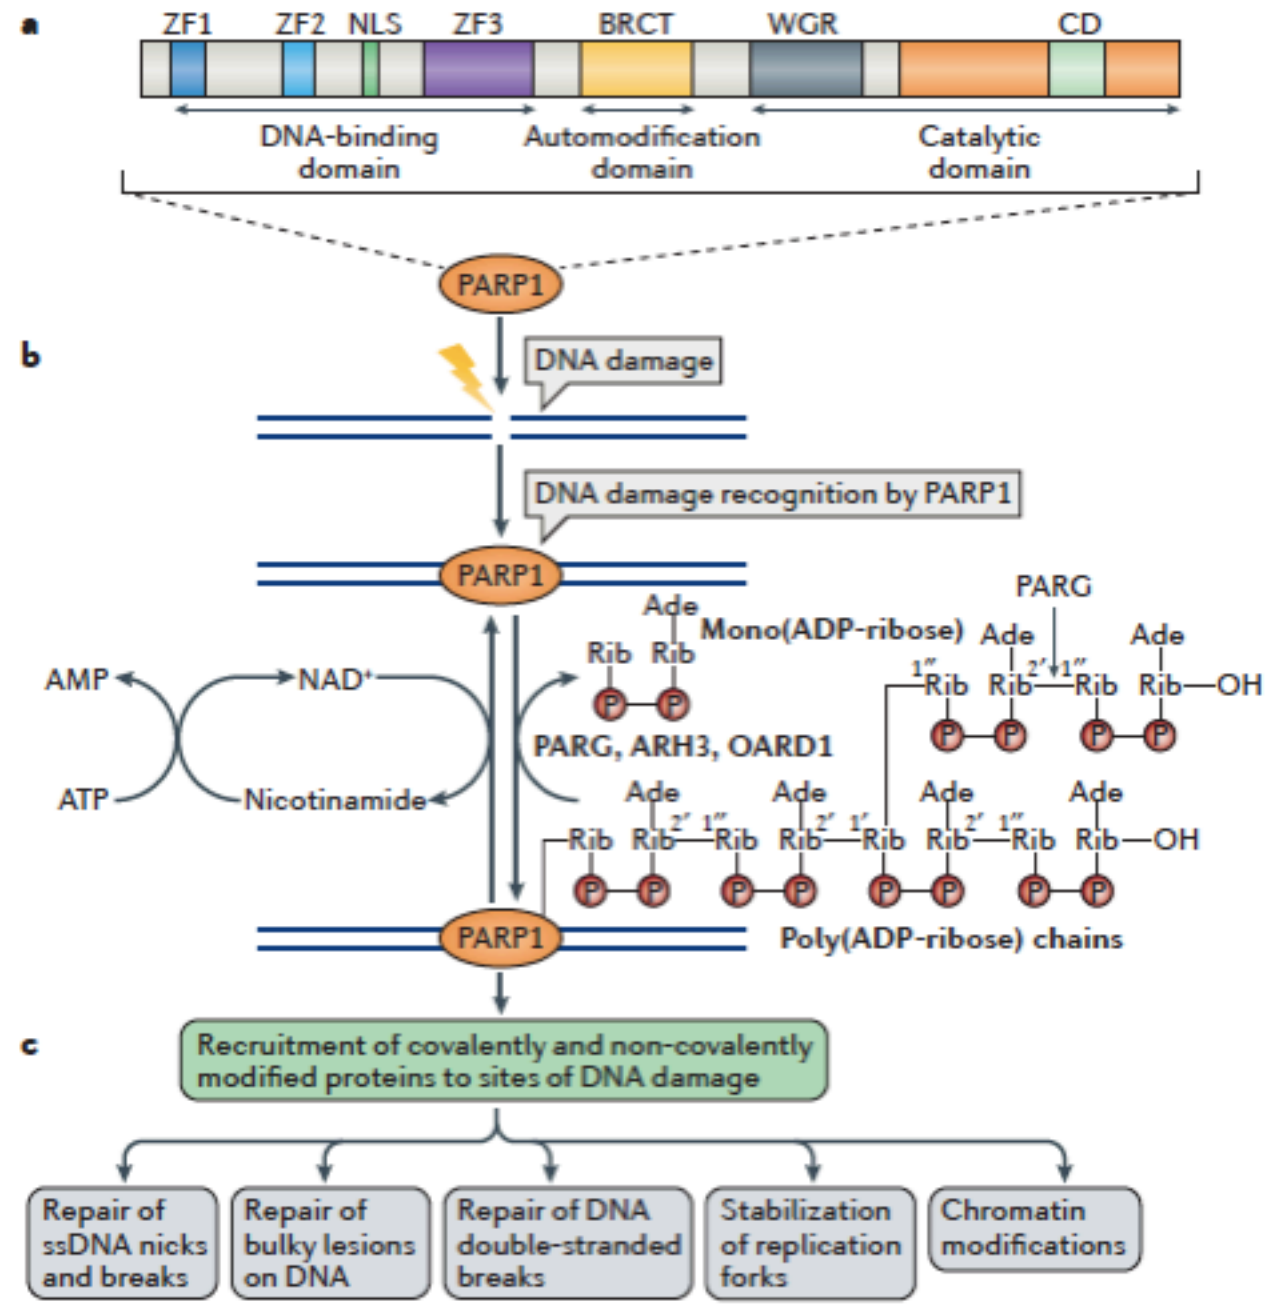 a
ZF1 ZF2 NLS ZF3 BRCT WGR CD
DNA-binding
domain
Automodification
domain
Catalytic
domain
PARP1
b
DNA damage
DNA damage recognition by PARP1
PARP1
PARG
Ade
Mono(ADP-ribose)
Rib Rib
P P
Ade Ade
1″ 2′ 1″
Rib Rib Rib Rib OH
P P P P
AMP NAD+
PARG, ARH3, OARD1
ATP Nicotinamide
Ade Ade Ade Ade
2′ 1″ 2′ 1′ 2′ 1″
Rib Rib Rib Rib Rib Rib Rib Rib OH
P P P P P P P P
PARP1
Poly(ADP-ribose) chains
c
Recruitment of covalently and non-covalently
modified proteins to sites of DNA damage
Repair of
ssDNA nicks
and breaks
Repair of
bulky lesions
on DNA
Repair of DNA
double-stranded
breaks
Stabilization
of replication
forks
Chromatin
modifications